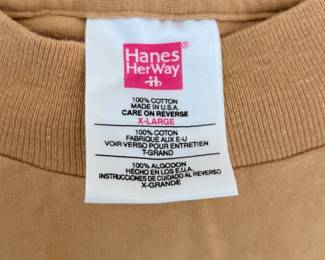 Hanes
HerWay
100% COTTON
MADE IN U.S.A.
CARE ON REVERSE
X-LARGE
100% COTON
FABRIQUE AUX E-U
VOIR VERSO POUR ENTRETIEN
T-GRAND
100% ALGODON
HECHO EN LOS E.U.A.
INSTRUCCIONES DE CUIDADO AL REVERSO
X-GRANDE